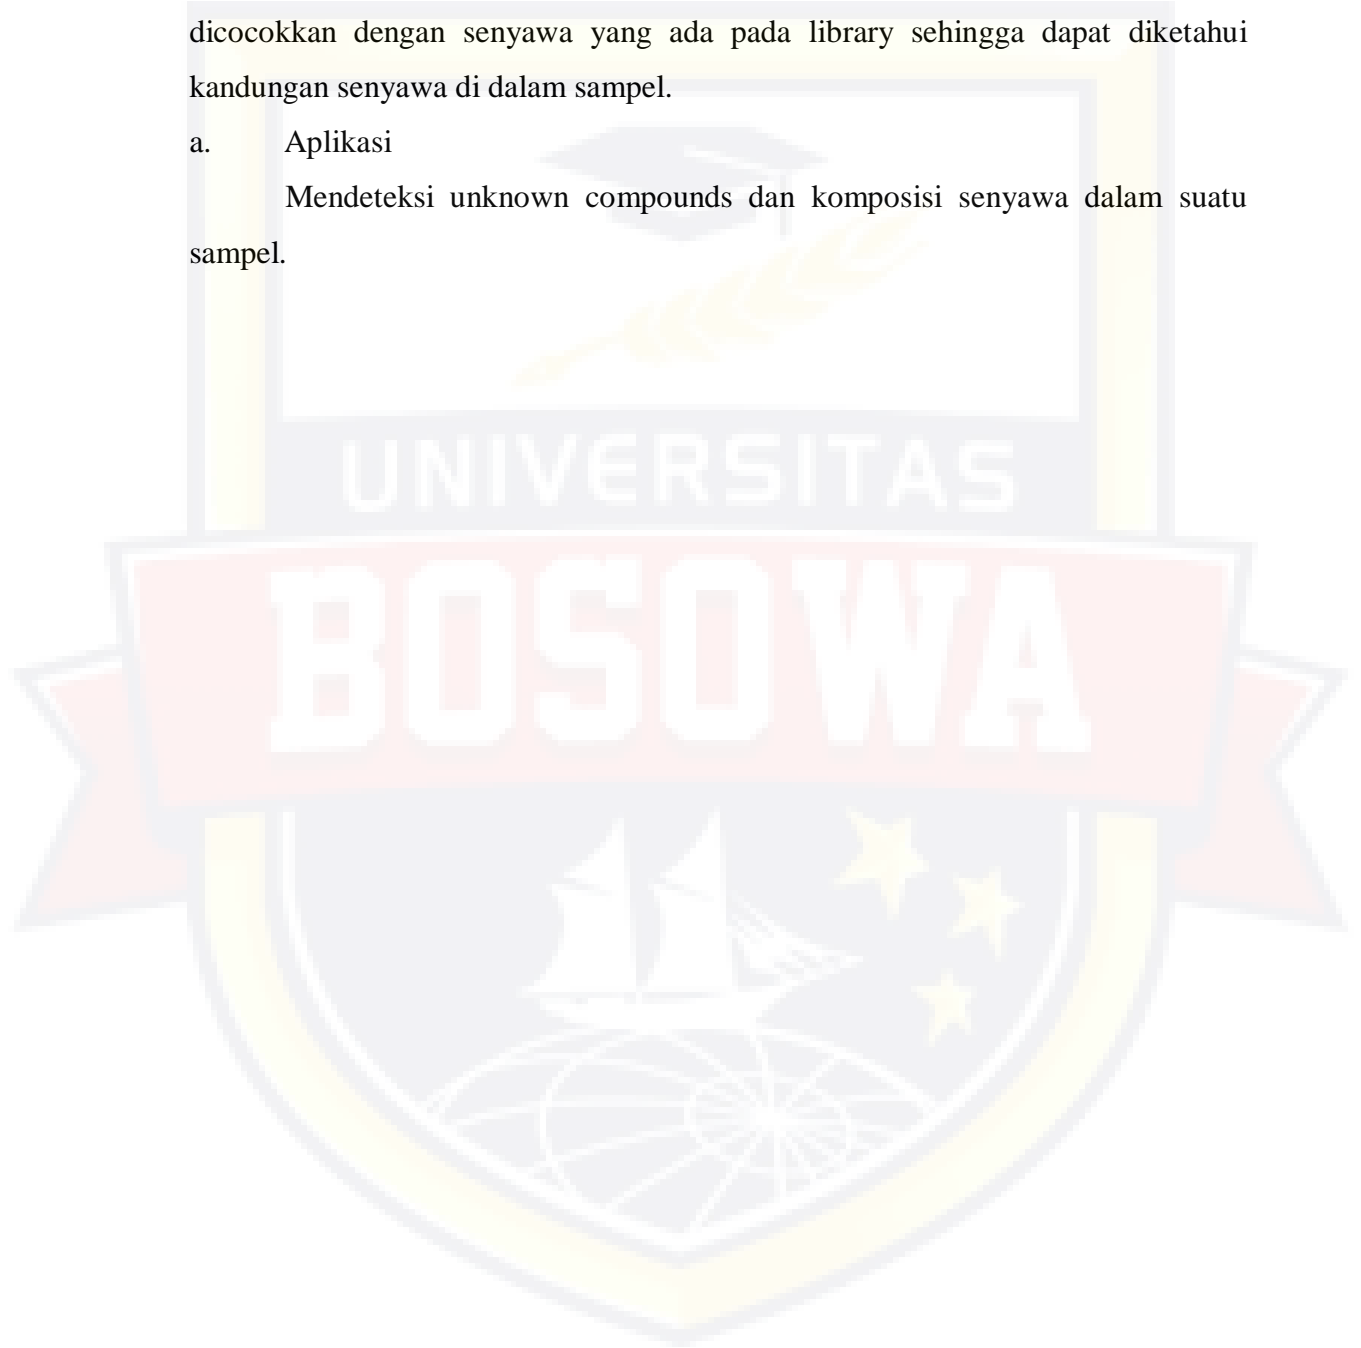 dicocokkan dengan senyawa yang ada pada library sehingga dapat diketahui
kandungan senyawa di dalam sampel.
a. Aplikasi
Mendeteksi unknown compounds dan komposisi senyawa dalam suatu
sampel.
UNIVERSITAS
BOSOWA